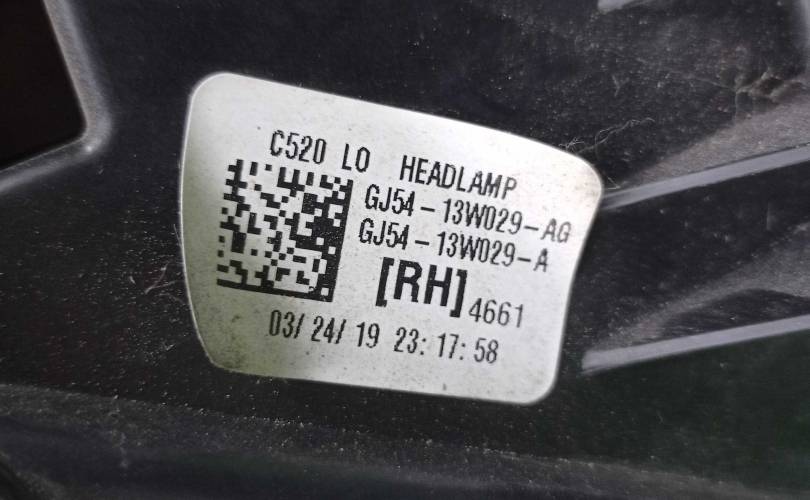 C520 LO HEADLAMP
GJ54-13W029-AG
GJ54-13W029-A
[RH] 4661
03/ 24/ 19 23: 17: 58